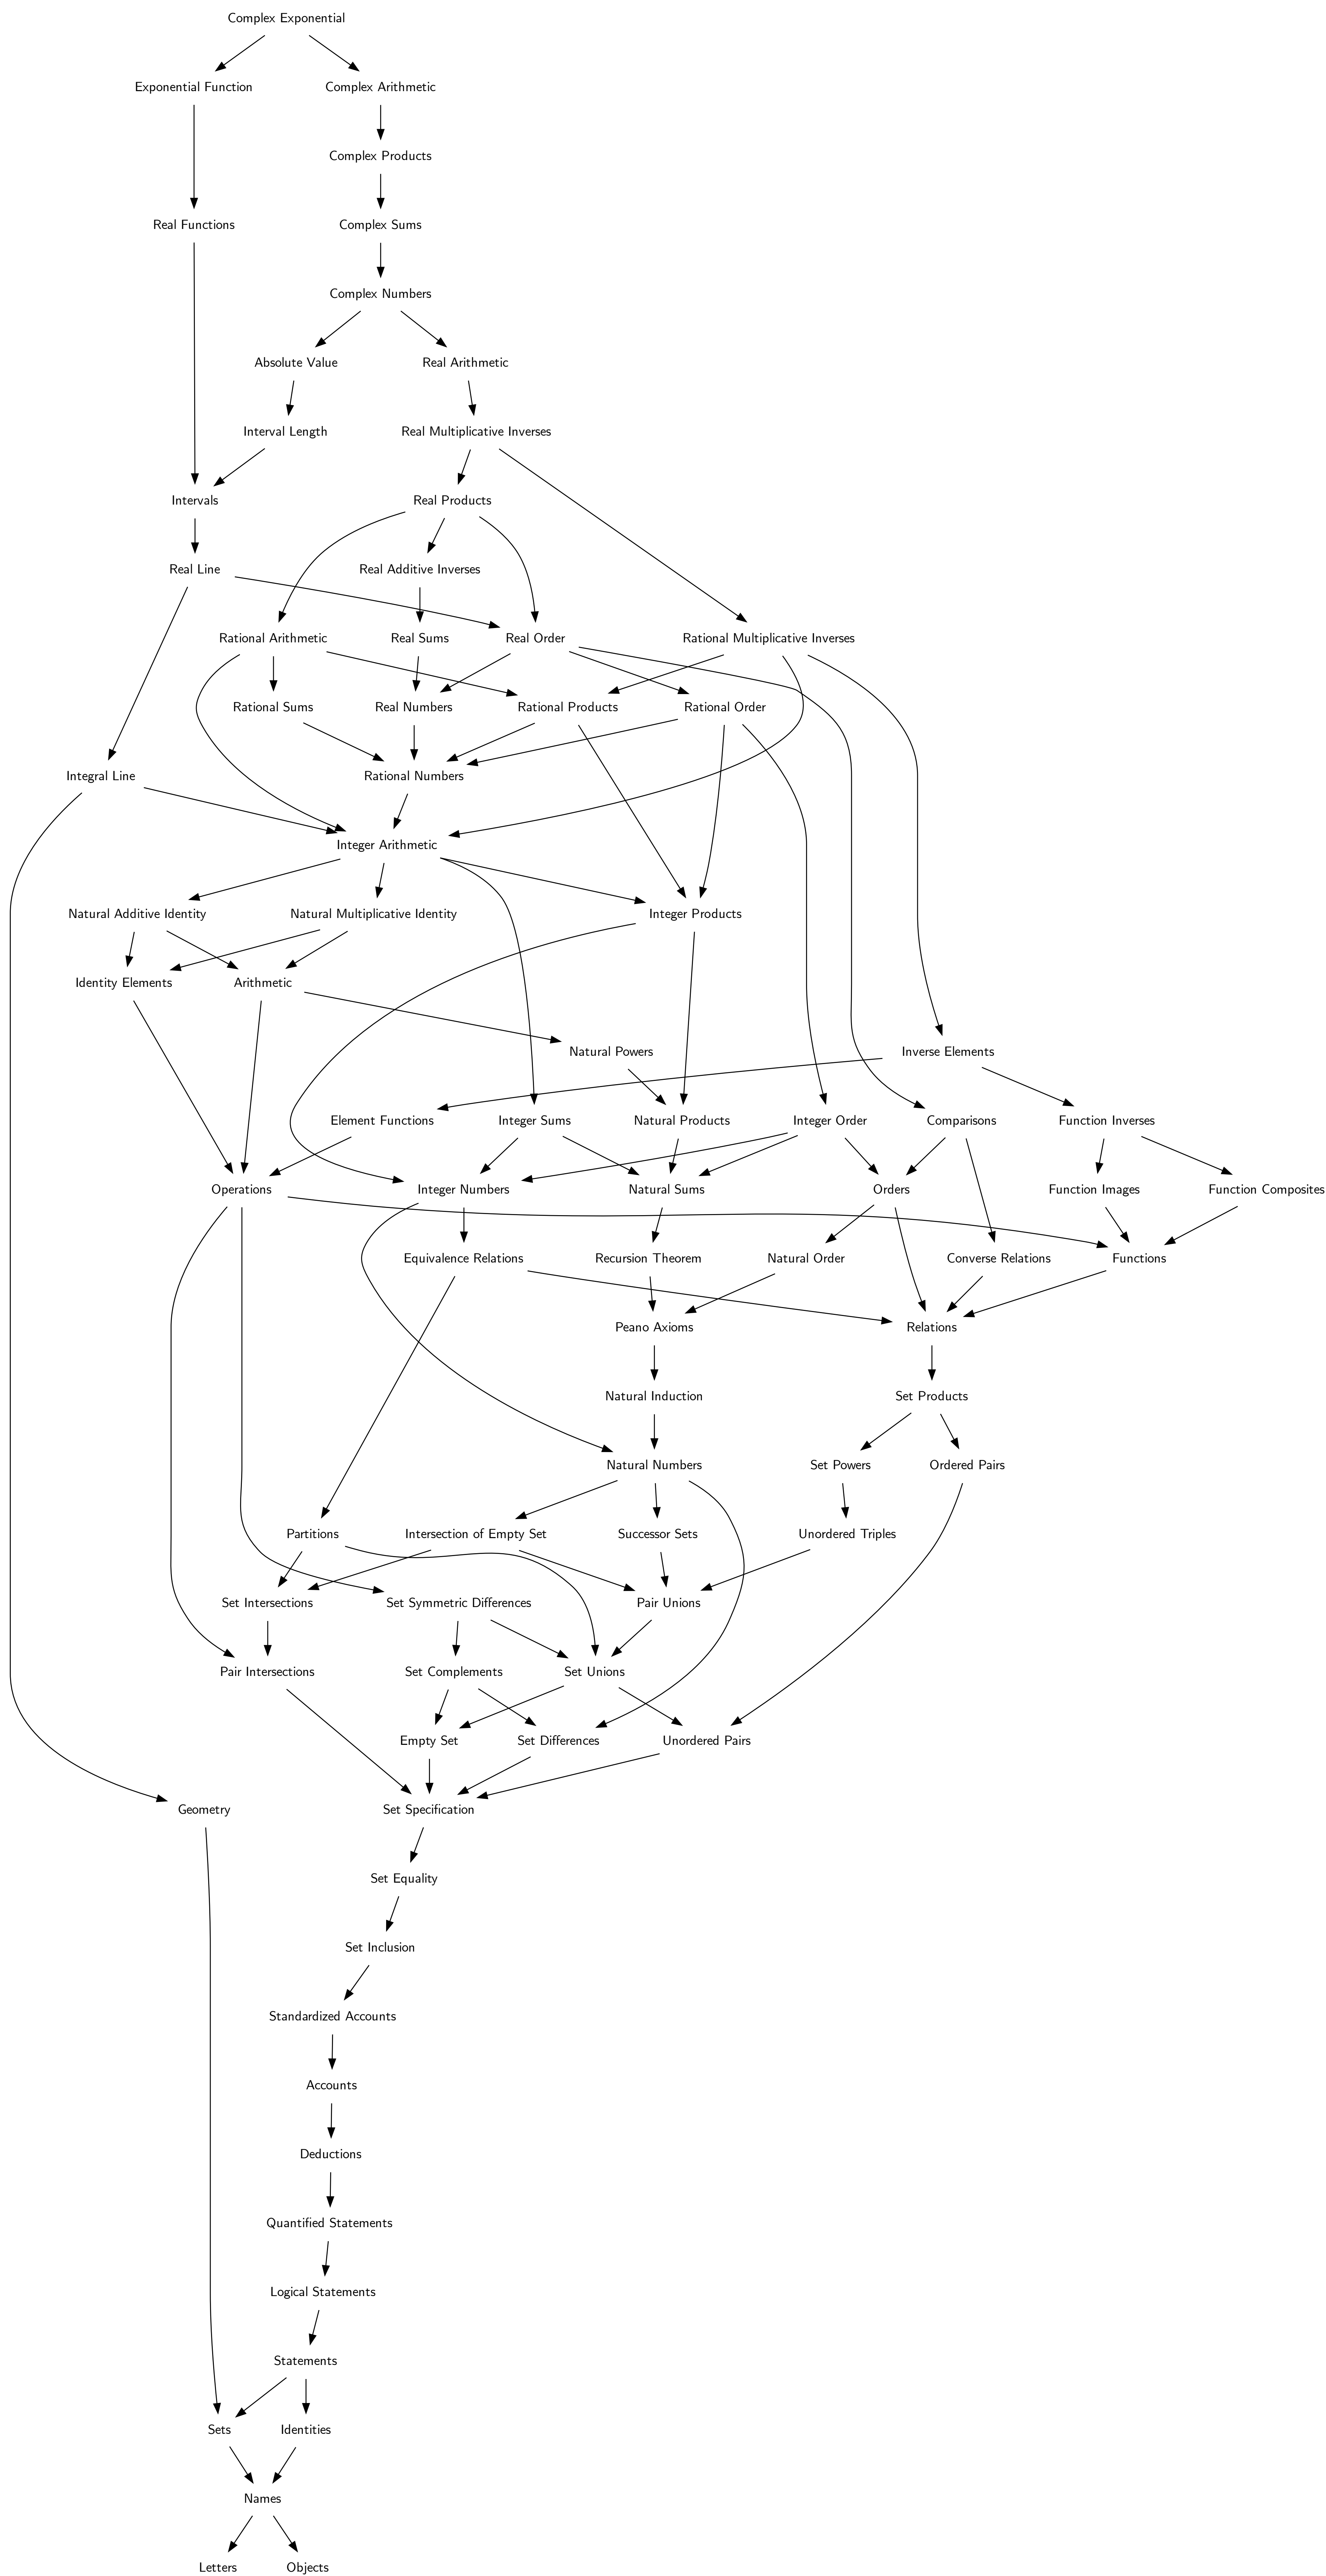 Complex Exponential
Exponential Function
Complex Arithmetic
Complex Products
Real Functions
Complex Sums
Complex Numbers
Absolute Value
Real Arithmetic
Interval Length
Real Multiplicative Inverses
Intervals
Real Products
Real Line
Real Additive Inverses
Rational Arithmetic
Real Sums
Real Order
Rational Multiplicative Inverses
Rational Sums
Real Numbers
Rational Products
Rational Order
Integral Line
Rational Numbers
Integer Arithmetic
Natural Additive Identity
Natural Multiplicative Identity
Integer Products
Identity Elements
Arithmetic
Natural Powers
Inverse Elements
Element Functions
Integer Sums
Natural Products
Integer Order
Comparisons
Function Inverses
Operations
Integer Numbers
Natural Sums
Orders
Function Images
Function Composites
Equivalence Relations
Recursion Theorem
Natural Order
Converse Relations
Functions
Peano Axioms
Relations
Natural Induction
Set Products
Natural Numbers
Set Powers
Ordered Pairs
Partitions
Intersection of Empty Set
Successor Sets
Unordered Triples
Set Intersections
Set Symmetric Differences
Pair Unions
Pair Intersections
Set Complements
Set Unions
Empty Set
Set Differences
Unordered Pairs
Geometry
Set Specification
Set Equality
Set Inclusion
Standardized Accounts
Accounts
Deductions
Quantified Statements
Logical Statements
Statements
Sets
Identities
Names
Letters
Objects